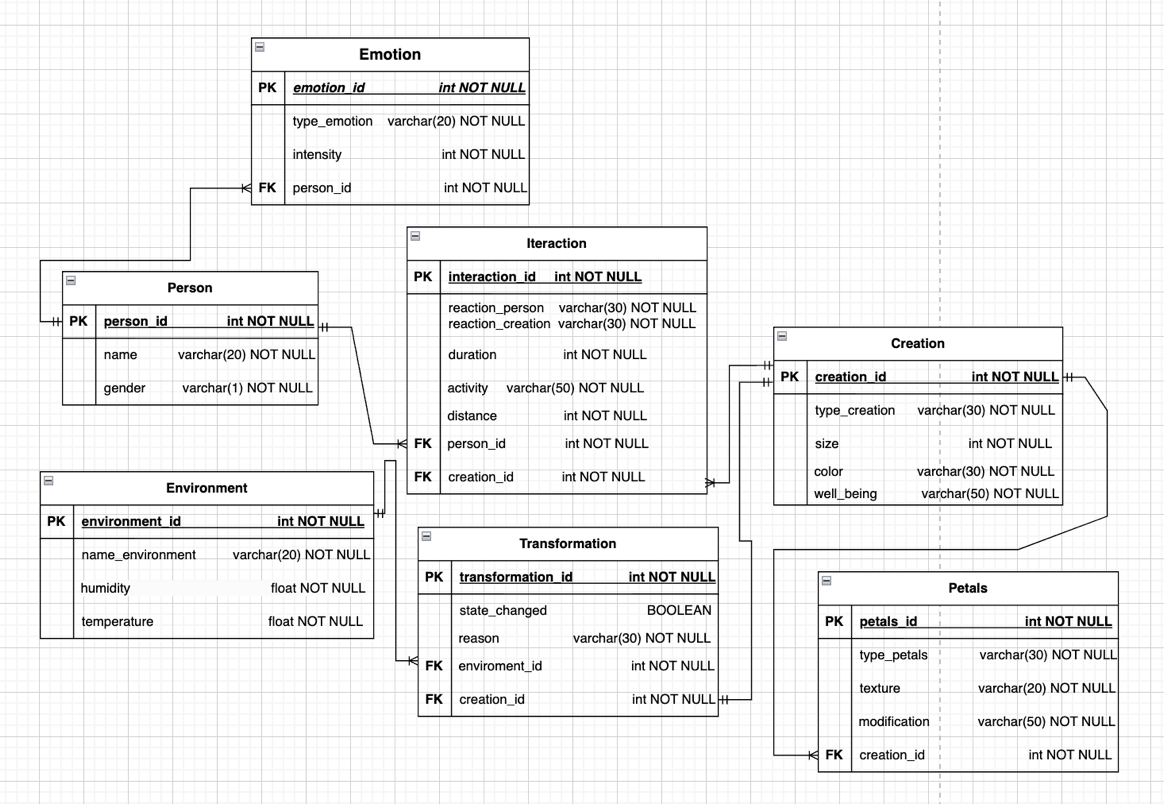 Emotion
PK emotion_id int NOT NULL
type_emotion varchar(20) NOT NULL
intensity int NOT NULL
FK person_id int NOT NULL
Person
PK person_id int NOT NULL
name varchar(20) NOT NULL
gender varchar(1) NOT NULL
Iteraction
PK interaction_id int NOT NULL
reaction_person varchar(30) NOT NULL
reaction_creation varchar(30) NOT NULL
duration int NOT NULL
activity varchar(50) NOT NULL
distance int NOT NULL
FK person_id int NOT NULL
FK creation_id int NOT NULL
Creation
PK creation_id int NOT NULL
type_creation varchar(30) NOT NULL
size int NOT NULL
color varchar(30) NOT NULL
well_being varchar(50) NOT NULL
Environment
PK environment_id int NOT NULL
name_environment varchar(20) NOT NULL
humidity float NOT NULL
temperature float NOT NULL
Transformation
PK transformation_id int NOT NULL
state_changed BOOLEAN
reason varchar(30) NOT NULL
FK enviroment_id int NOT NULL
FK creation_id int NOT NULL
Petals
PK petals_id int NOT NULL
type_petals varchar(30) NOT NULL
texture varchar(20) NOT NULL
modification varchar(50) NOT NULL
FK creation_id int NOT NULL